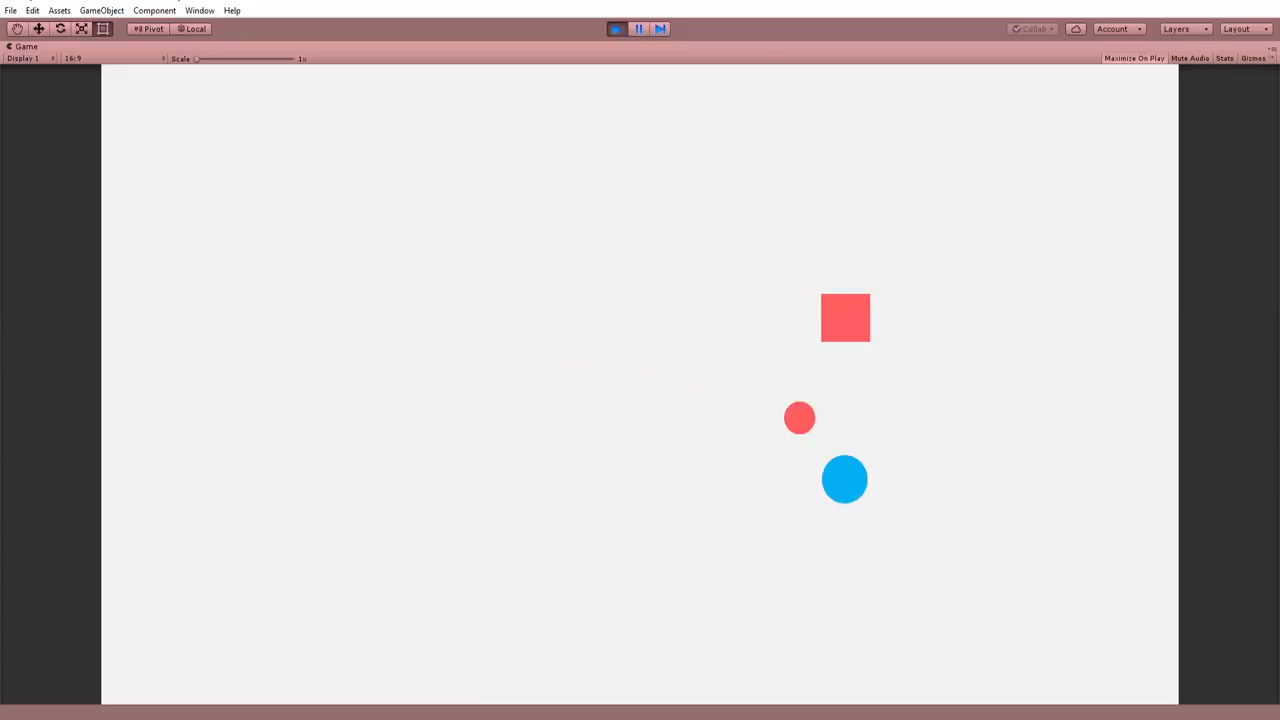 File Edit Assets GameObject Component Window Help
Pivot Local Collab Account Layers Layout
Game
Display 1 16:9 Scale 1x Maximize On Play Mute Audio Stats Gizmos